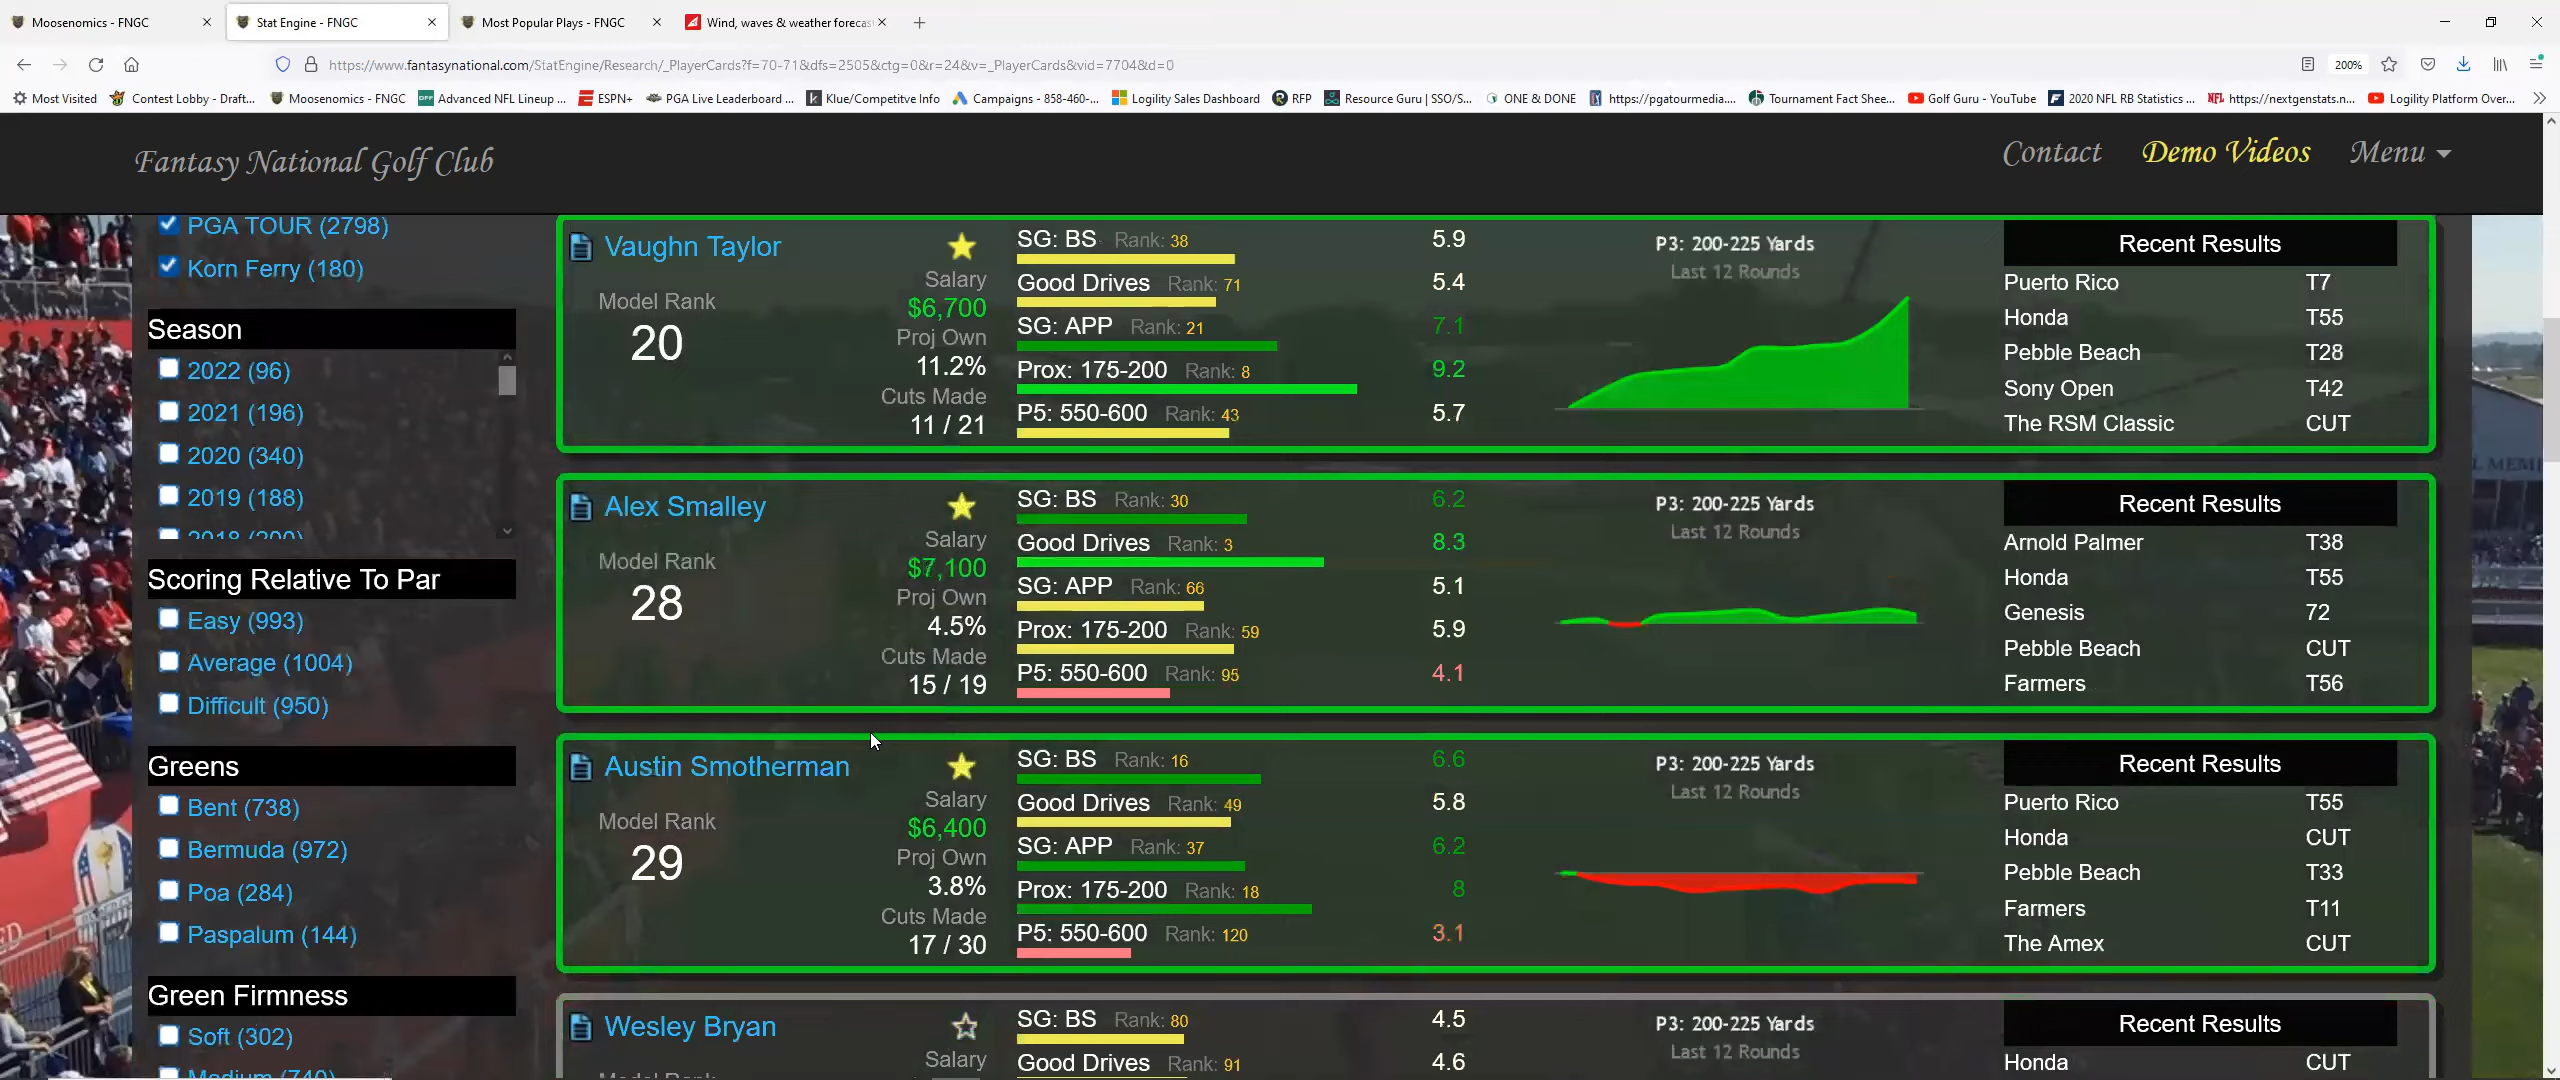 Moosenomics - FNGC
Stat Engine - FNGC
Most Popular Plays - FNGC
Wind, waves & weather forecas
https://www.fantasynational.com/StatEngine/Research/_PlayerCards?f=70-71&dfs=2505&ctg=0&r=24&v=_PlayerCards&vid=7704&d=0
200%
Most Visited
Contest Lobby - Draft...
Moosenomics - FNGC
Advanced NFL Lineup ...
ESPN+
PGA Live Leaderboard ...
Klue/Competitve Info
Campaigns - 858-460-...
Logility Sales Dashboard
RFP
Resource Guru | SSO/S...
ONE & DONE
https://pgatourmedia....
Tournament Fact Shee...
Golf Guru - YouTube
2020 NFL RB Statistics ...
https://nextgenstats.n...
Logility Platform Over...
Fantasy National Golf Club
Contact
Demo Videos
Menu
PGA TOUR (2798)
Korn Ferry (180)
Season
2022 (96)
2021 (196)
2020 (340)
2019 (188)
2018 (200)
Scoring Relative To Par
Easy (993)
Average (1004)
Difficult (950)
Greens
Bent (738)
Bermuda (972)
Poa (284)
Paspalum (144)
Green Firmness
Soft (302)
Medium (740)
Vaughn Taylor
Model Rank
20
Salary
$6,700
Proj Own
11.2%
Cuts Made
11 / 21
SG: BS Rank: 38 5.9
Good Drives Rank: 71 5.4
SG: APP Rank: 21 7.1
Prox: 175-200 Rank: 8 9.2
P5: 550-600 Rank: 43 5.7
P3: 200-225 Yards
Last 12 Rounds
Recent Results
Puerto Rico T7
Honda T55
Pebble Beach T28
Sony Open T42
The RSM Classic CUT
Alex Smalley
Model Rank
28
Salary
$7,100
Proj Own
4.5%
Cuts Made
15 / 19
SG: BS Rank: 30 6.2
Good Drives Rank: 3 8.3
SG: APP Rank: 66 5.1
Prox: 175-200 Rank: 59 5.9
P5: 550-600 Rank: 95 4.1
P3: 200-225 Yards
Last 12 Rounds
Recent Results
Arnold Palmer T38
Honda T55
Genesis 72
Pebble Beach CUT
Farmers T56
Austin Smotherman
Model Rank
29
Salary
$6,400
Proj Own
3.8%
Cuts Made
17 / 30
SG: BS Rank: 16 6.6
Good Drives Rank: 49 5.8
SG: APP Rank: 37 6.2
Prox: 175-200 Rank: 18 8
P5: 550-600 Rank: 120 3.1
P3: 200-225 Yards
Last 12 Rounds
Recent Results
Puerto Rico T55
Honda CUT
Pebble Beach T33
Farmers T11
The Amex CUT
Wesley Bryan
Model Rank
Salary
SG: BS Rank: 80 4.5
Good Drives Rank: 91 4.6
P3: 200-225 Yards
Last 12 Rounds
Recent Results
Honda CUT